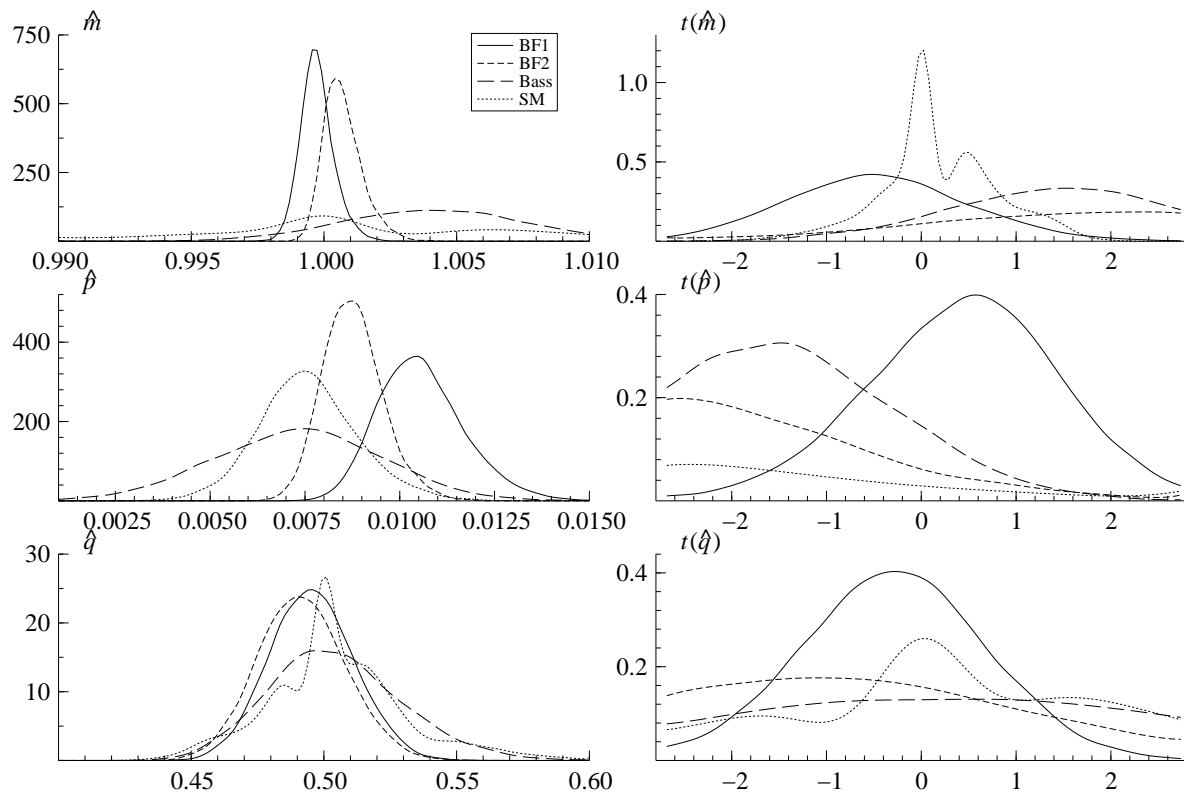 m̂ t(m̂)
750 BF1
BF2
Bass
SM
500 1.0
250 0.5
0.990 0.995 1.000 1.005 1.010 −2 −1 0 1 2
p̂ t(p̂)
400 0.4
200 0.2
0.0025 0.0050 0.0075 0.0100 0.0125 0.0150 −2 −1 0 1 2
q̂ t(q̂)
30 0.4
20
10 0.2
0.45 0.50 0.55 0.60 −2 −1 0 1 2